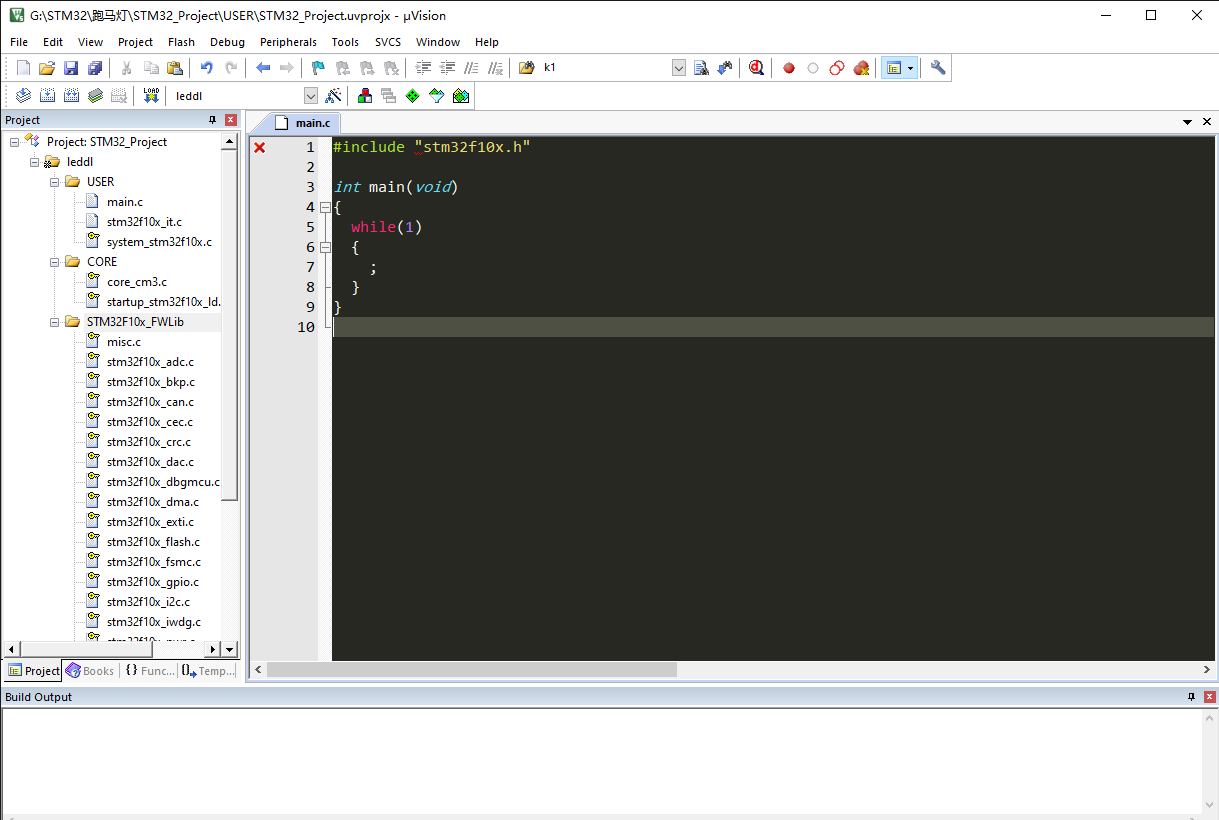 G:\STM32\跑马灯\STM32_Project\USER\STM32_Project.uvprojx - µVision
File Edit View Project Flash Debug Peripherals Tools SVCS Window Help
k1
LOAD leddl
Project
main.c
Project: STM32_Project
leddl
USER
main.c
stm32f10x_it.c
system_stm32f10x.c
CORE
core_cm3.c
startup_stm32f10x_ld.
STM32F10x_FWLib
misc.c
stm32f10x_adc.c
stm32f10x_bkp.c
stm32f10x_can.c
stm32f10x_cec.c
stm32f10x_crc.c
stm32f10x_dac.c
stm32f10x_dbgmcu.c
stm32f10x_dma.c
stm32f10x_exti.c
stm32f10x_flash.c
stm32f10x_fsmc.c
stm32f10x_gpio.c
stm32f10x_i2c.c
stm32f10x_iwdg.c
1 #include "stm32f10x.h"
2
3 int main(void)
4 {
5 while(1)
6 {
7 ;
8 }
9 }
10
Project Books {} Func... Temp...
Build Output